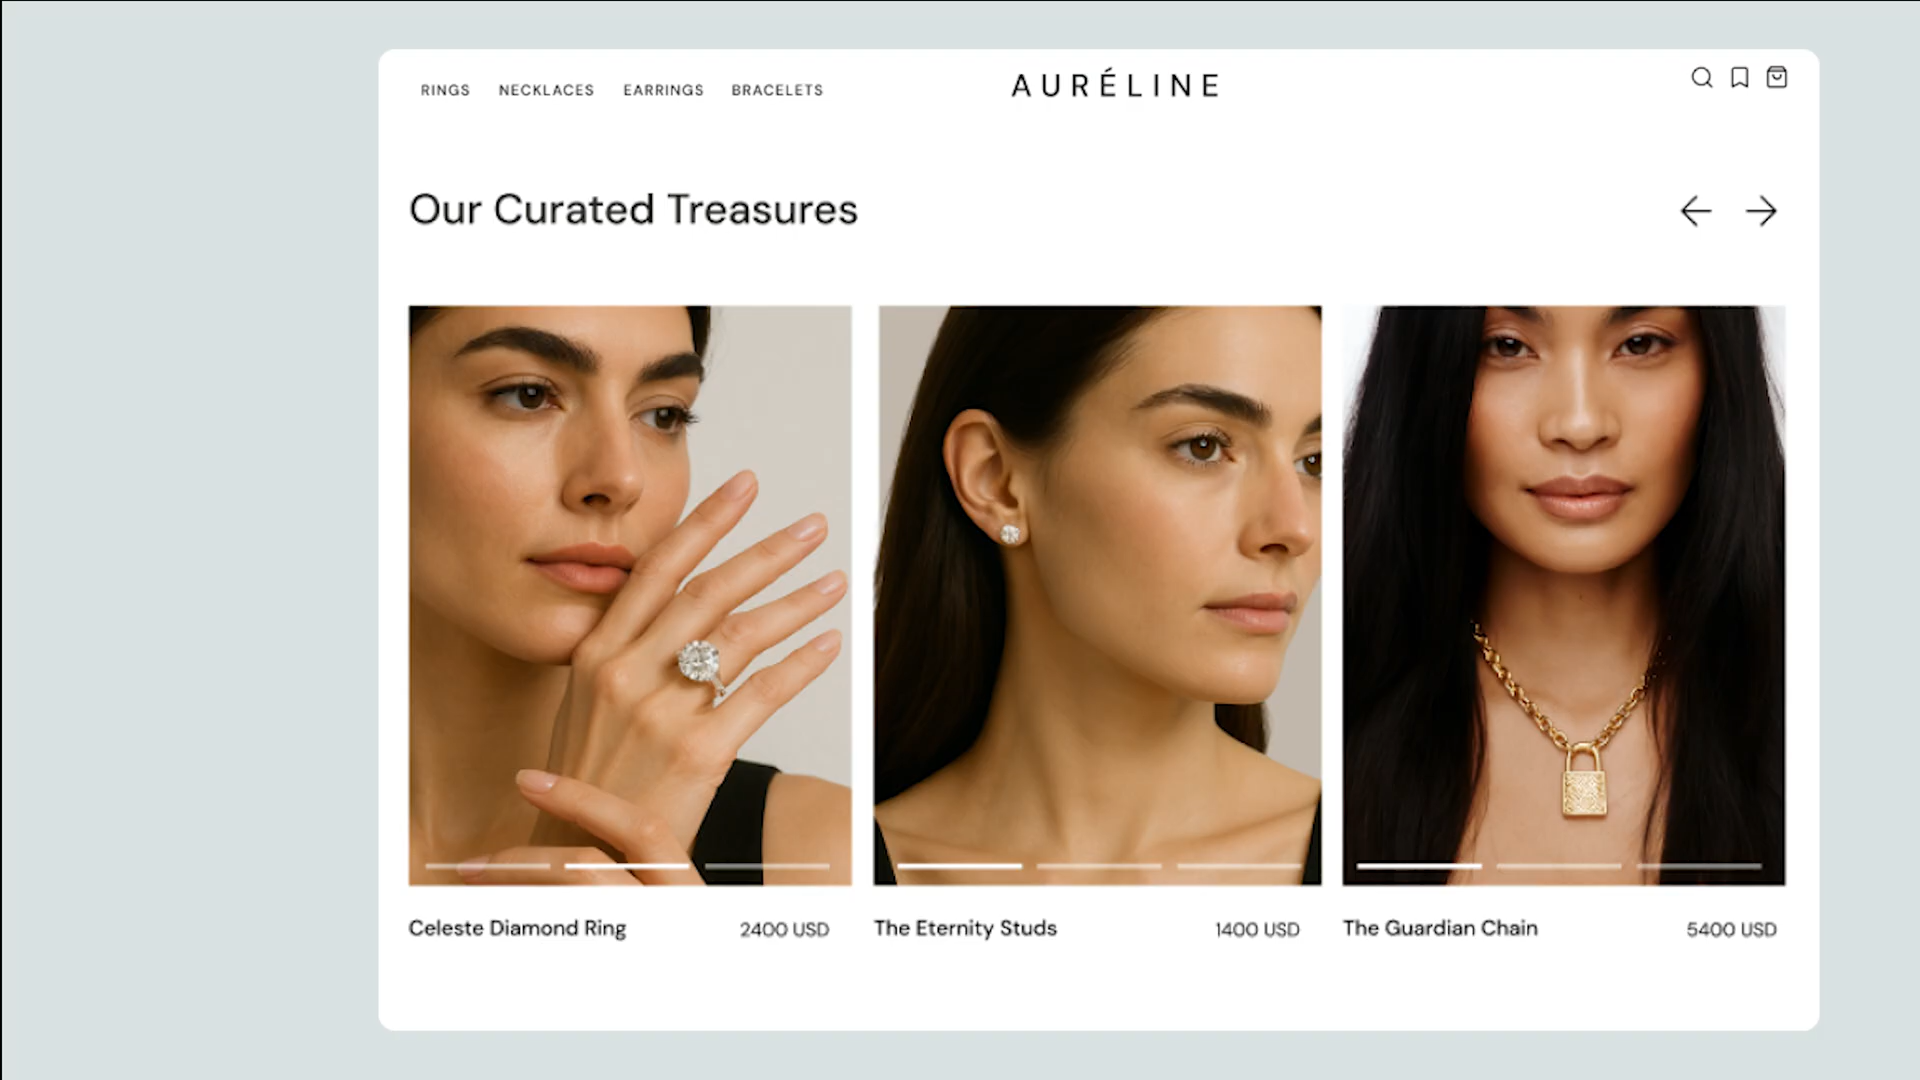 RINGS NECKLACES EARRINGS BRACELETS
AURÉLINE
Our Curated Treasures
Celeste Diamond Ring 2400 USD
The Eternity Studs 1400 USD
The Guardian Chain 5400 USD